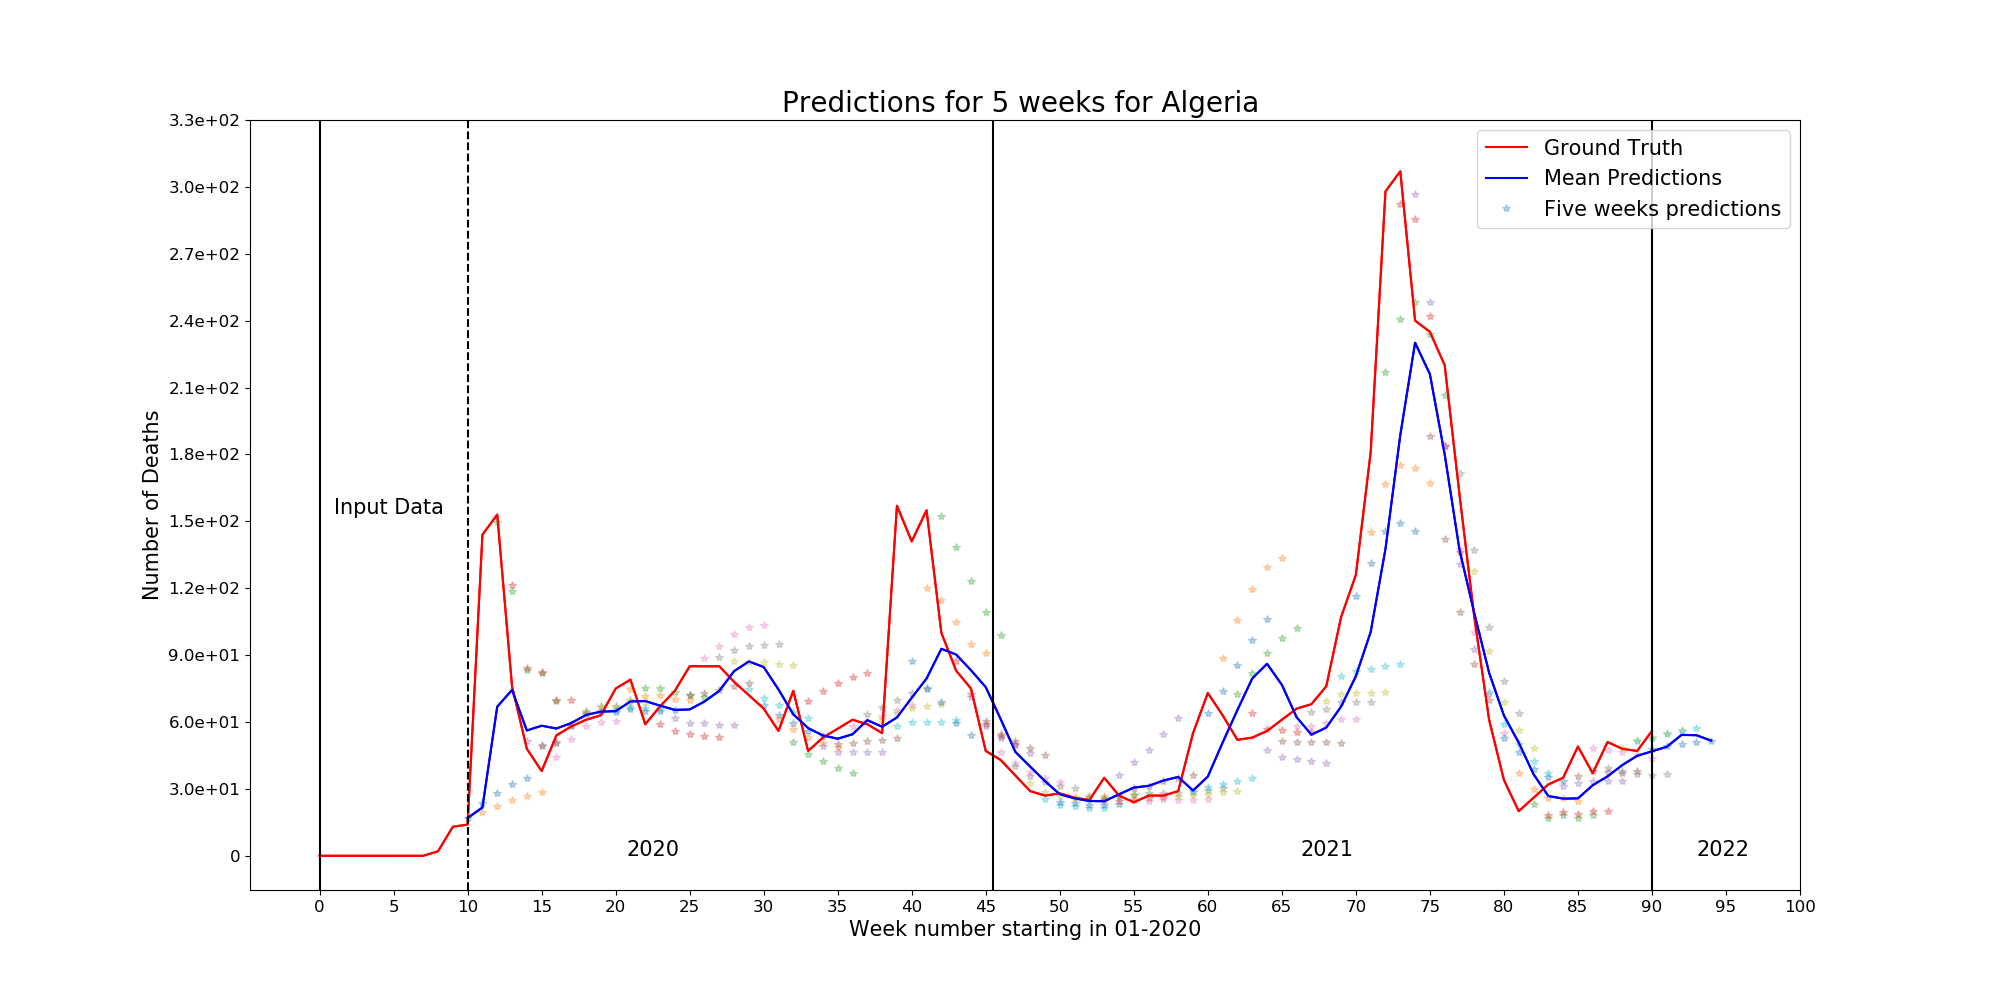 Predictions for 5 weeks for Algeria
3.3e+02
3.0e+02
2.7e+02
2.4e+02
2.1e+02
1.8e+02
1.5e+02
1.2e+02
9.0e+01
6.0e+01
3.0e+01
0
Number of Deaths
Ground Truth
Mean Predictions
Five weeks predictions
Input Data
2020 2021 2022
0 5 10 15 20 25 30 35 40 45 50 55 60 65 70 75 80 85 90 95 100
Week number starting in 01-2020